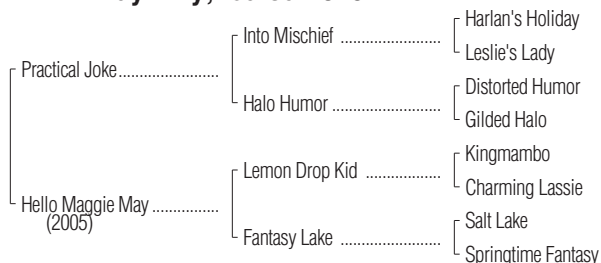 Harlan's Holiday
Into Mischief ........................
Leslie's Lady
Practical Joke......................
Distorted Humor
Halo Humor ........................
Gilded Halo
Kingmambo
Lemon Drop Kid ..................
Charming Lassie
Hello Maggie May ...............
(2005)
Salt Lake
Fantasy Lake ......................
Springtime Fantasy